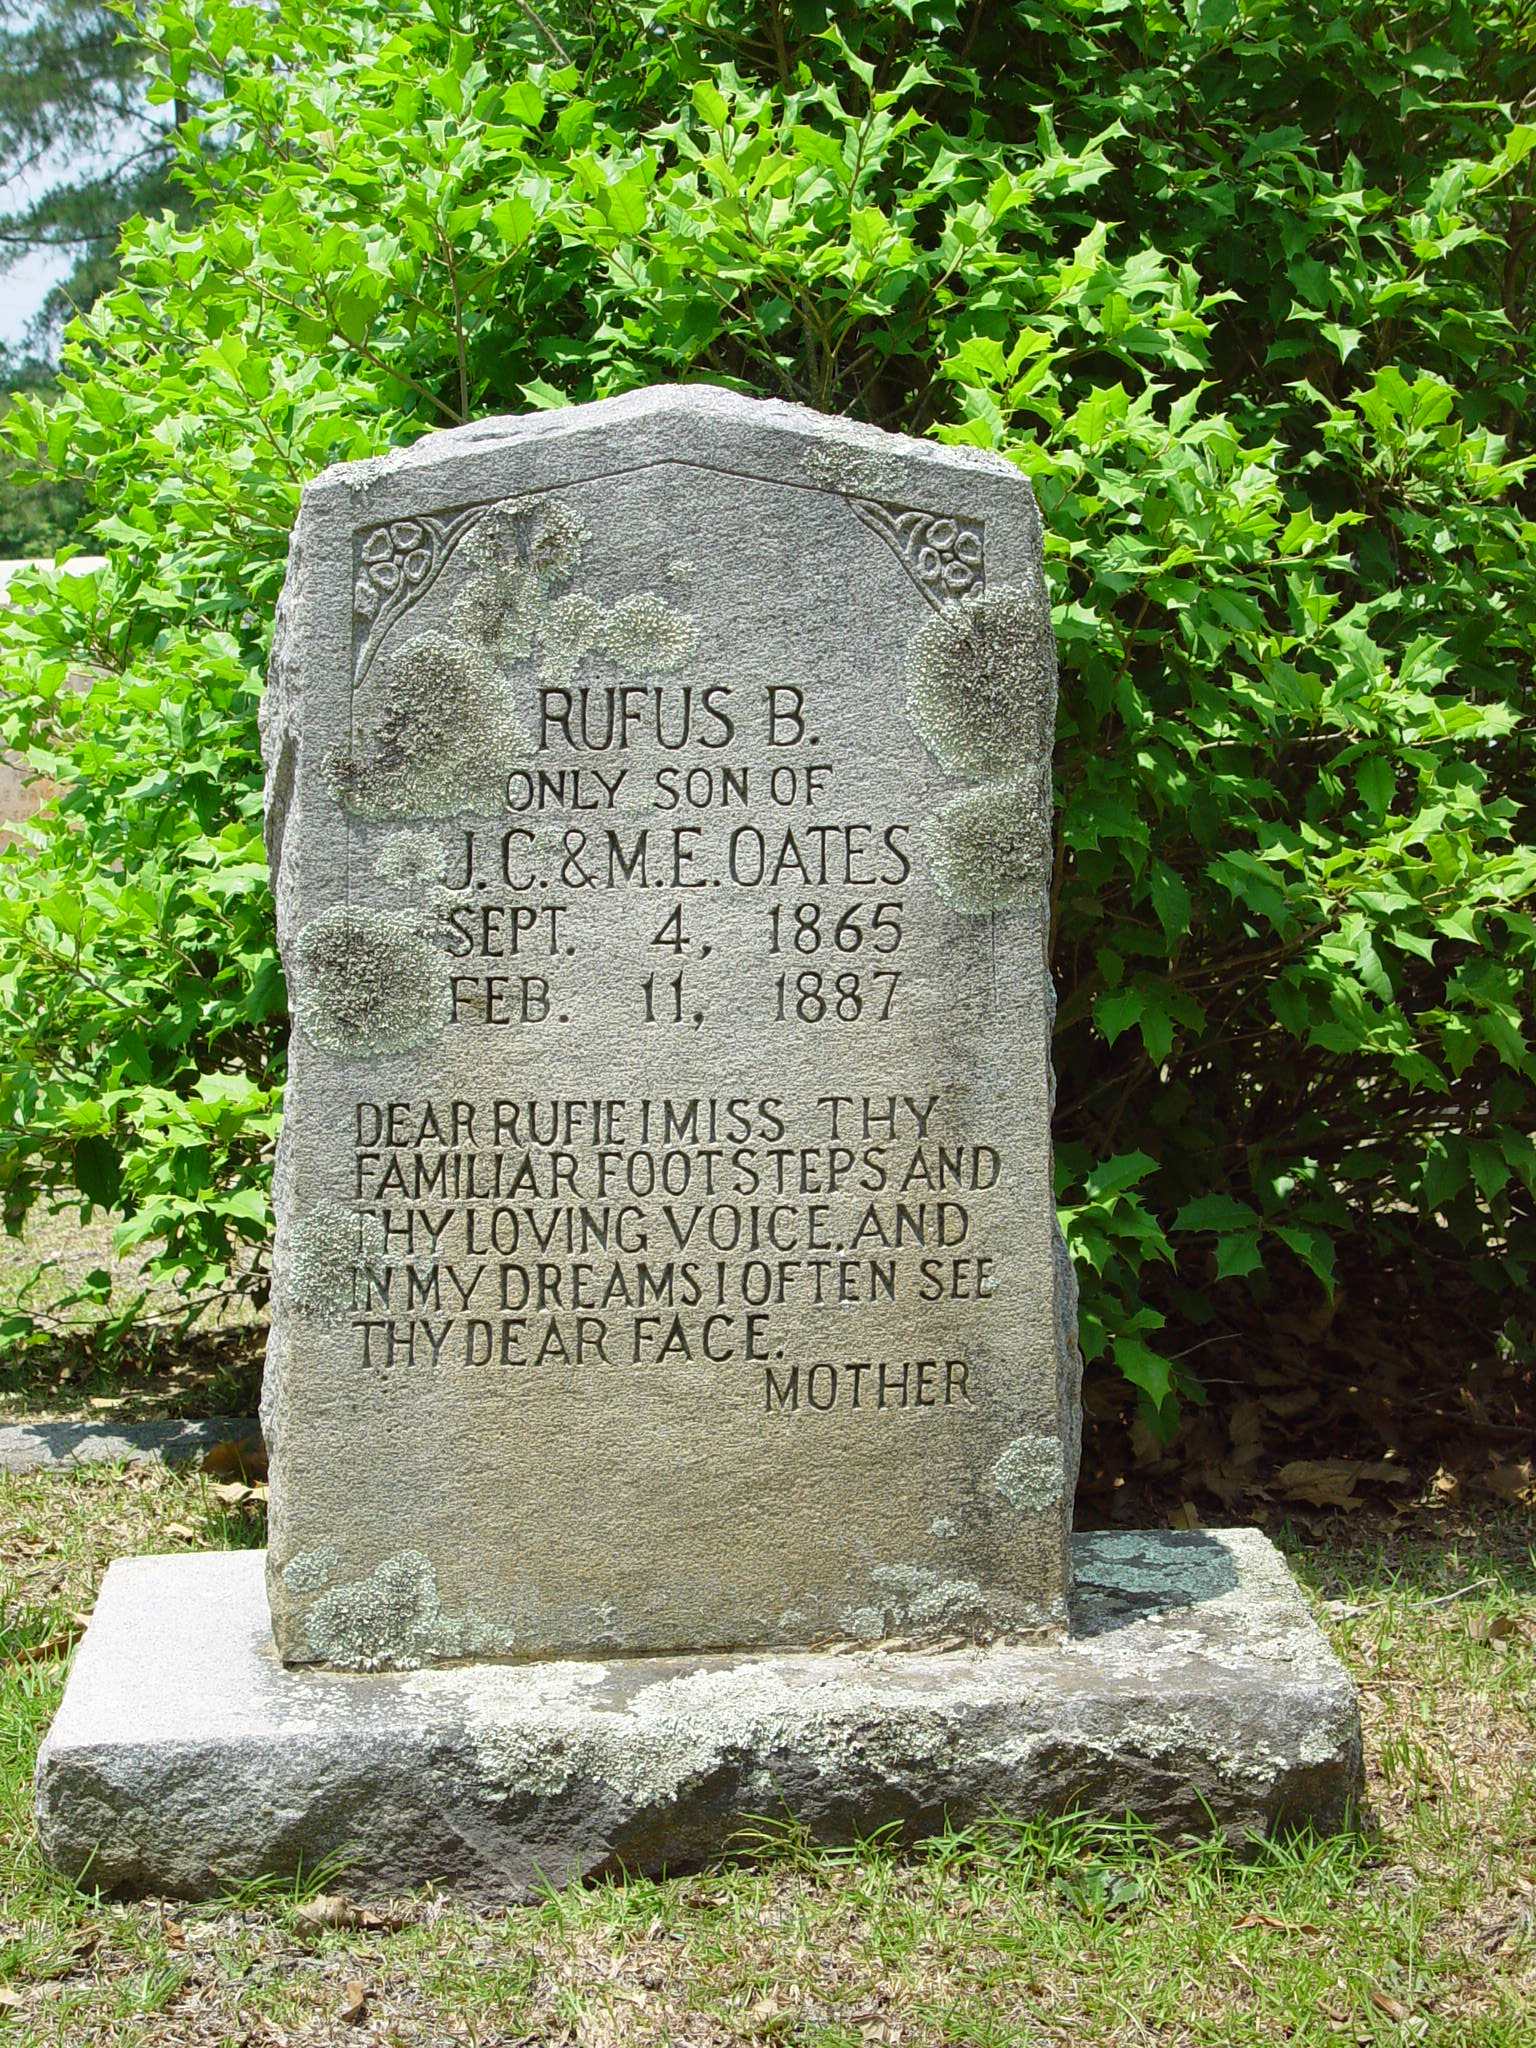 RUFUS B.
ONLY SON OF
J. C. & M. E. OATES
SEPT. 4, 1865
FEB. 11, 1887
DEAR RUFIE I MISS THY
FAMILIAR FOOTSTEPS AND
THY LOVING VOICE, AND
IN MY DREAMS I OFTEN SEE
THY DEAR FACE.
MOTHER